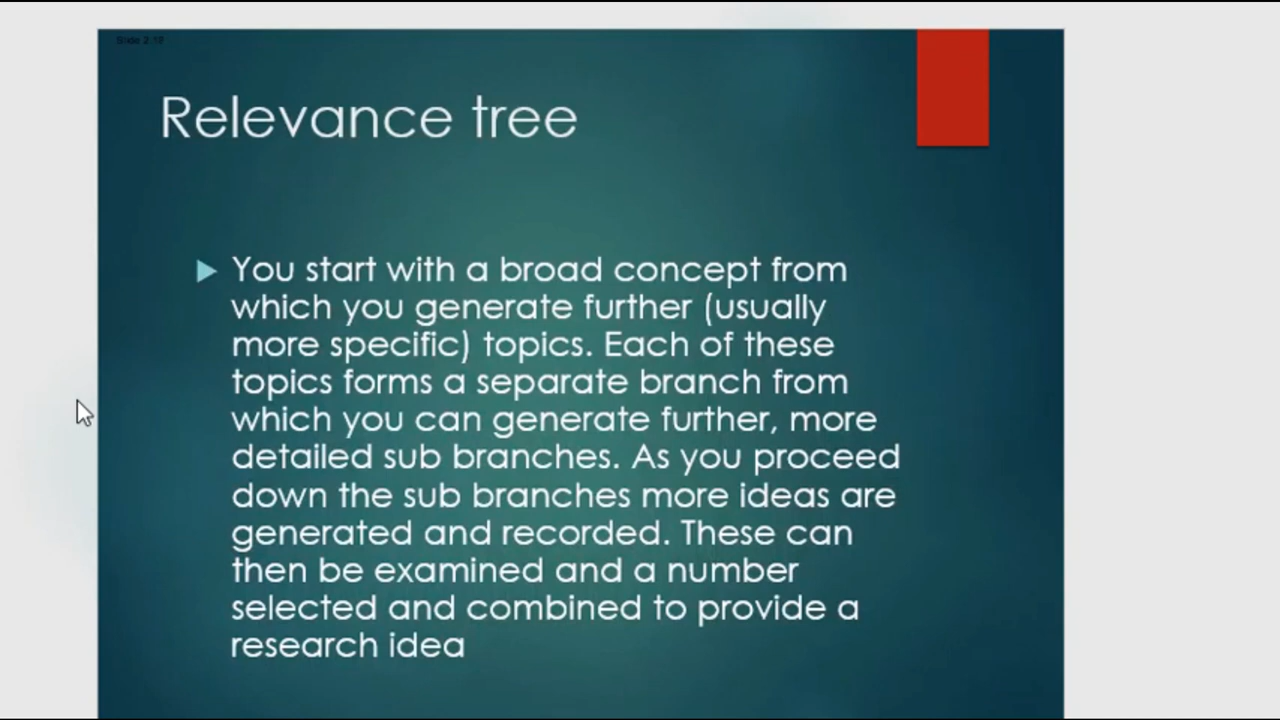 Slide 2.19
Relevance tree
You start with a broad concept from
which you generate further (usually
more specific) topics. Each of these
topics forms a separate branch from
which you can generate further, more
detailed sub branches. As you proceed
down the sub branches more ideas are
generated and recorded. These can
then be examined and a number
selected and combined to provide a
research idea